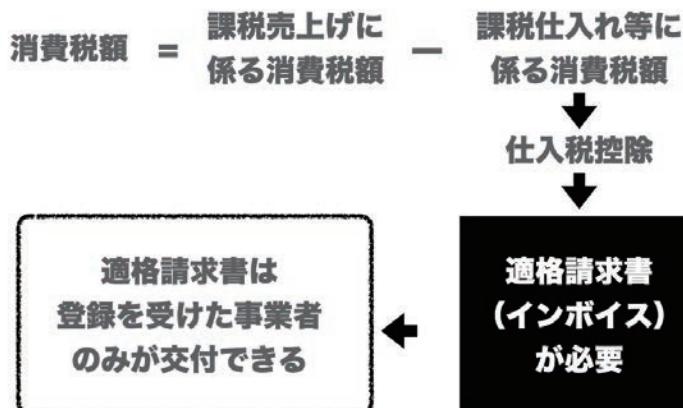 消費税額 = 課税売上げに係る消費税額 － 課税仕入れ等に係る消費税額
仕入税控除
適格請求書
（インボイス）
が必要
適格請求書は
登録を受けた事業者
のみが交付できる